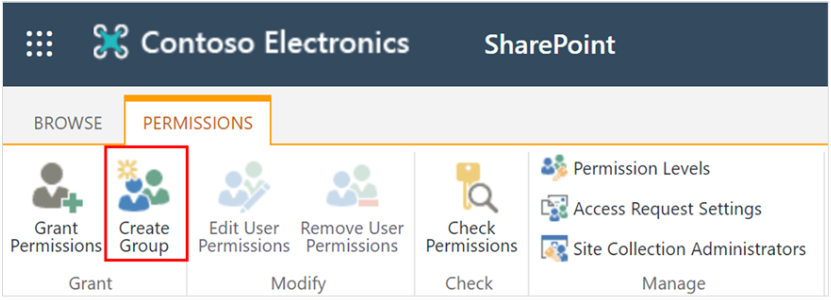 Contoso Electronics SharePoint
BROWSE PERMISSIONS
Grant Permissions
Create Group
Edit User Permissions
Remove User Permissions
Check Permissions
Permission Levels
Access Request Settings
Site Collection Administrators
Grant
Modify
Check
Manage